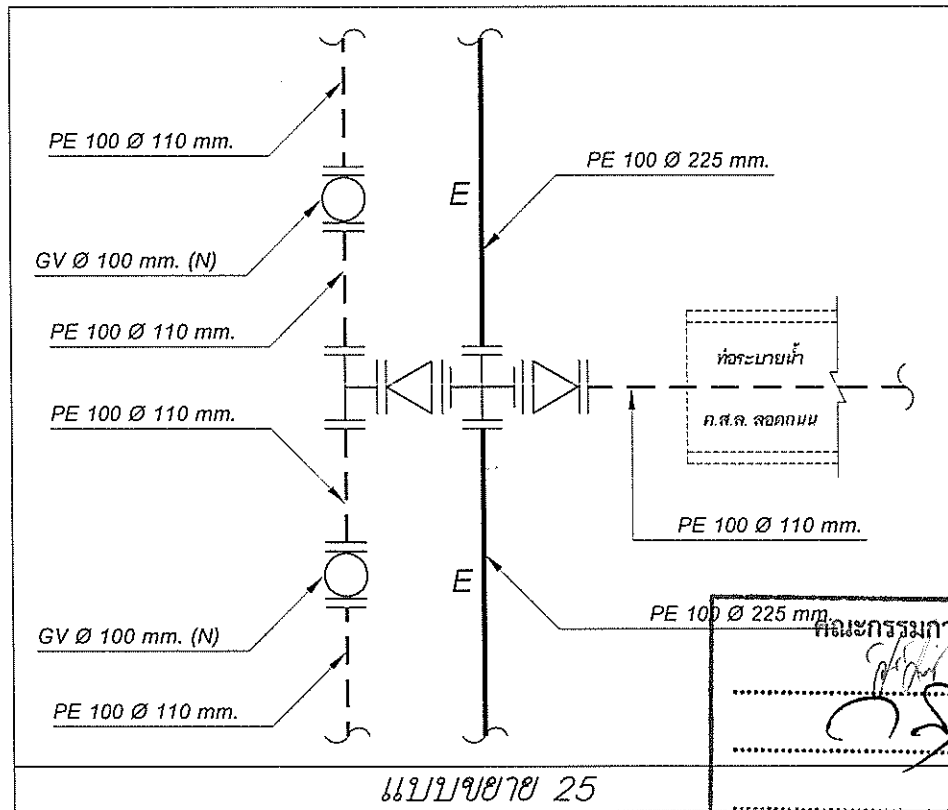 PE 100 Ø 110 mm.
PE 100 Ø 225 mm.
E
GV Ø 100 mm. (N)
PE 100 Ø 110 mm.
ท่อระบายน้ำ
ค.ส.ล. ลอดถนน
PE 100 Ø 110 mm.
PE 100 Ø 110 mm.
E
PE 100 Ø 225 mm.
คณะกรรมกา
GV Ø 100 mm. (N)
PE 100 Ø 110 mm.
แบบขยาย 25